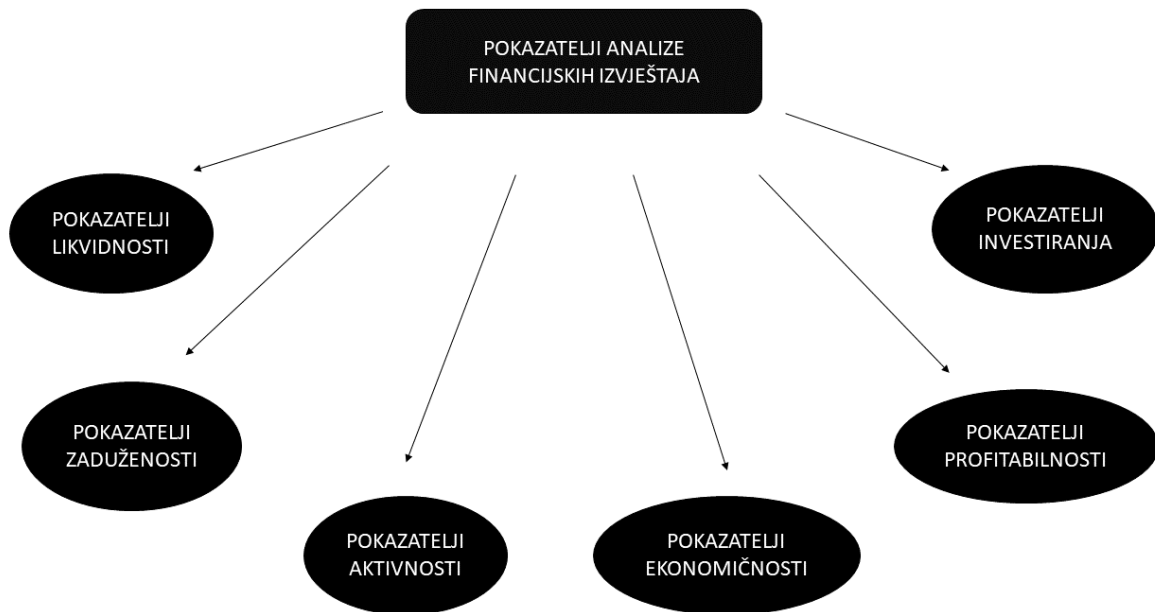 POKAZATELJI ANALIZE
FINANCIJSKIH IZVJEŠTAJA
POKAZATELJI
LIKVIDNOSTI
POKAZATELJI
INVESTIRANJA
POKAZATELJI
ZADUŽENOSTI
POKAZATELJI
PROFITABILNOSTI
POKAZATELJI
AKTIVNOSTI
POKAZATELJI
EKONOMIČNOSTI